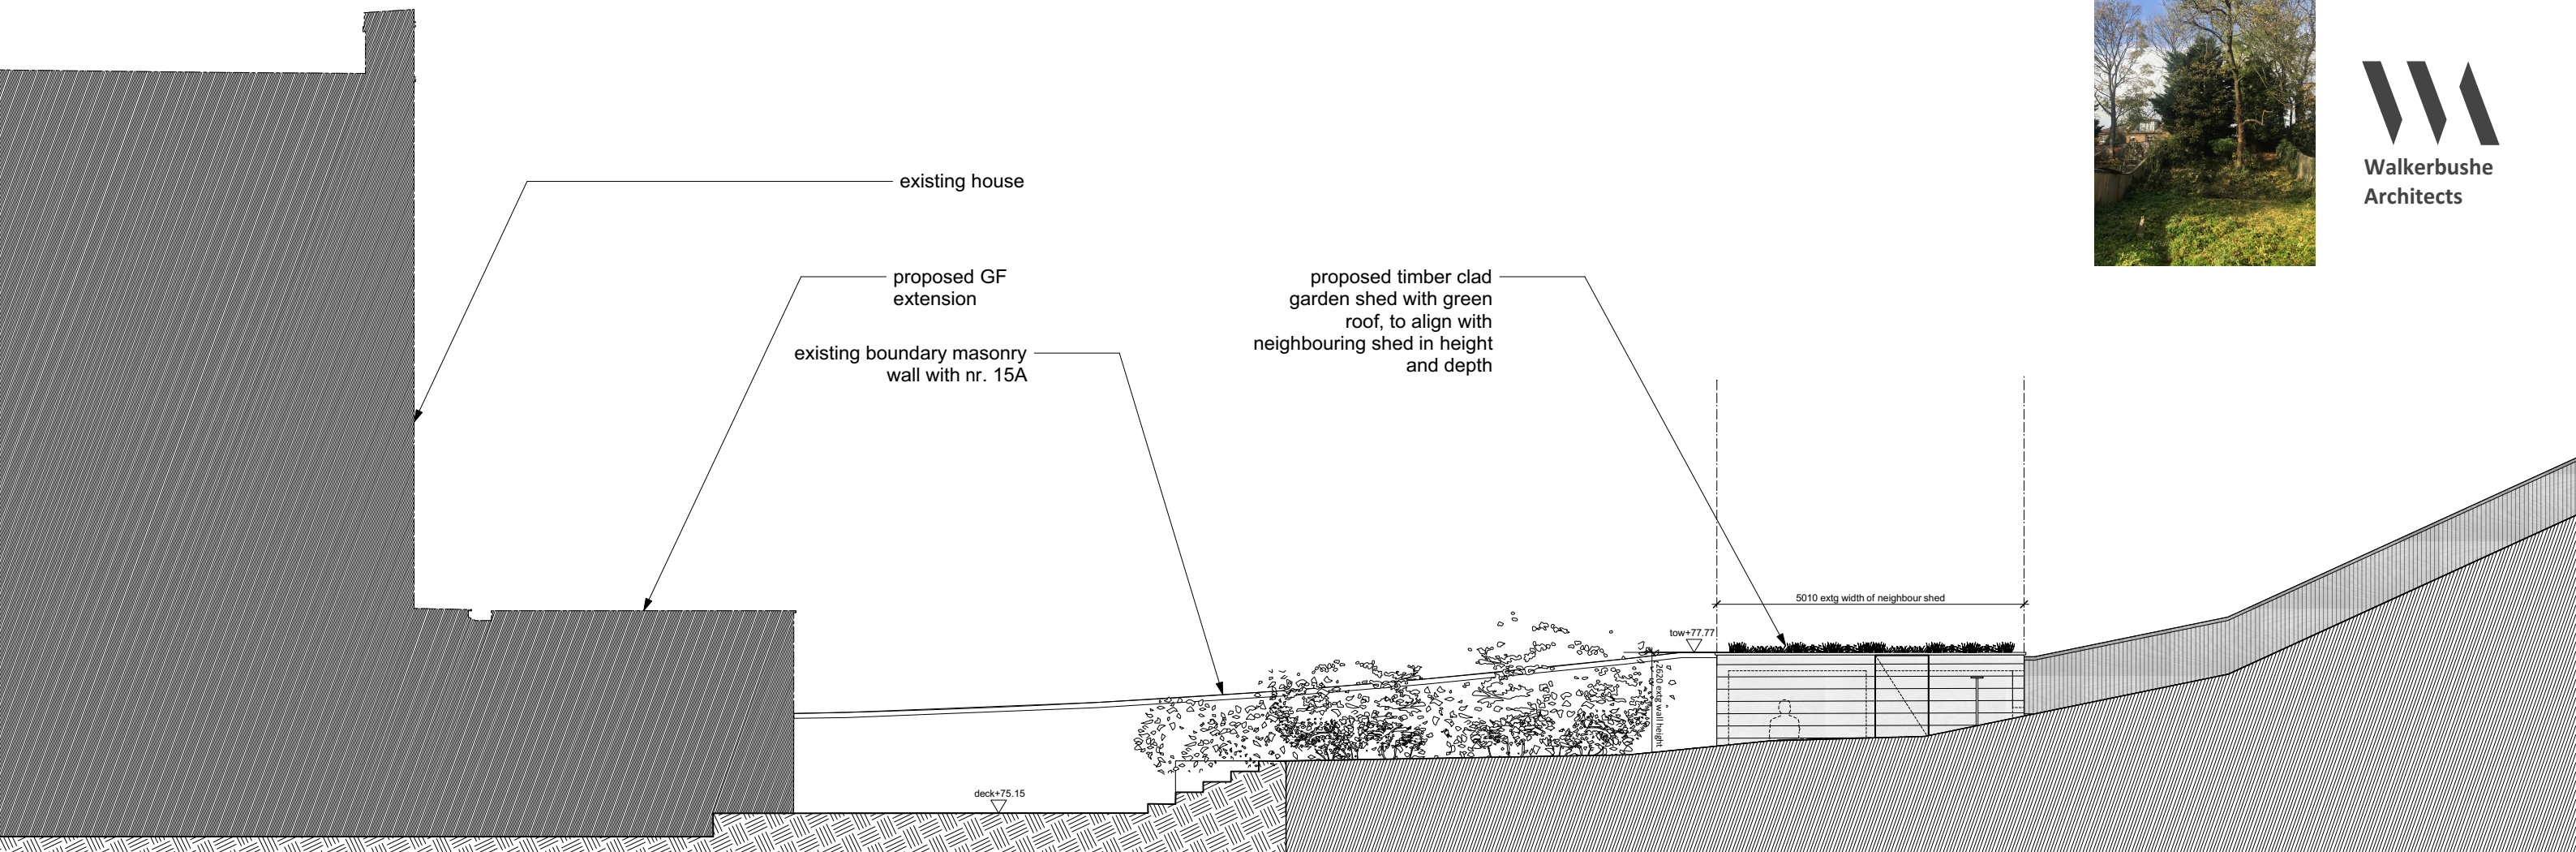 Walkerbushe
Architects
existing house
proposed GF
extension
existing boundary masonry
wall with nr. 15A
proposed timber clad
garden shed with green
roof, to align with
neighbouring shed in height
and depth
5010 extg width of neighbour shed
tow+77.77
2620 extg wall height
deck+75.15